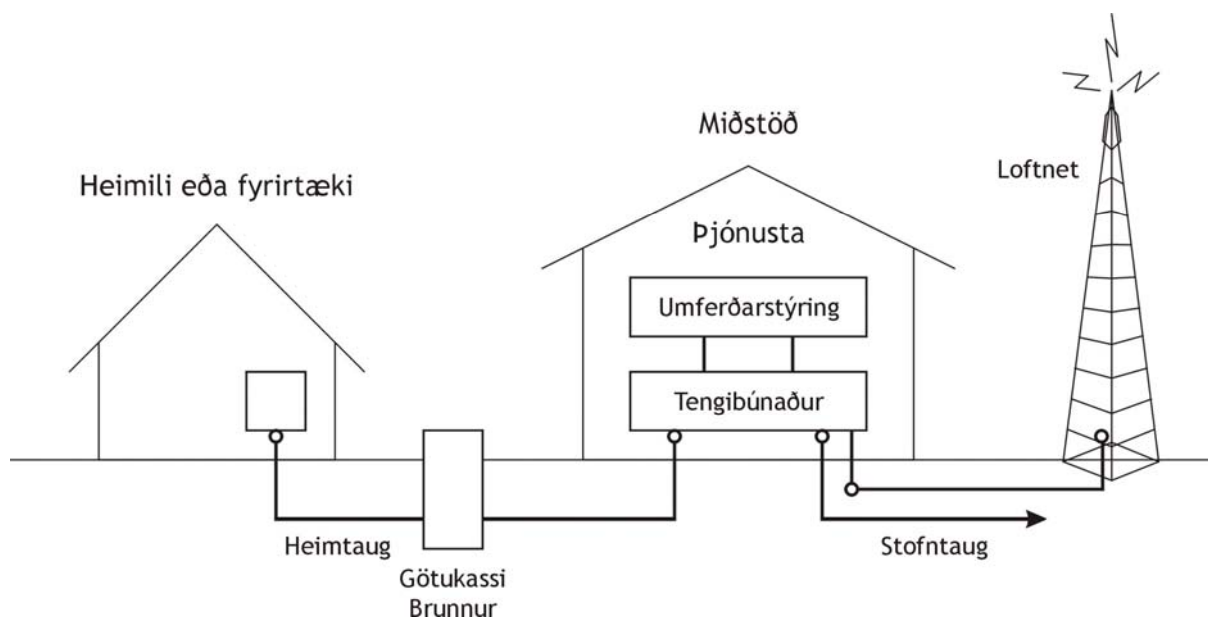 Miðstöð
Loftnet
Heimili eða fyrirtæki
Þjónusta
Umferðarstýring
Tengibúnaður
Heimtaug
Stofntaug
Götukassi
Brunnur